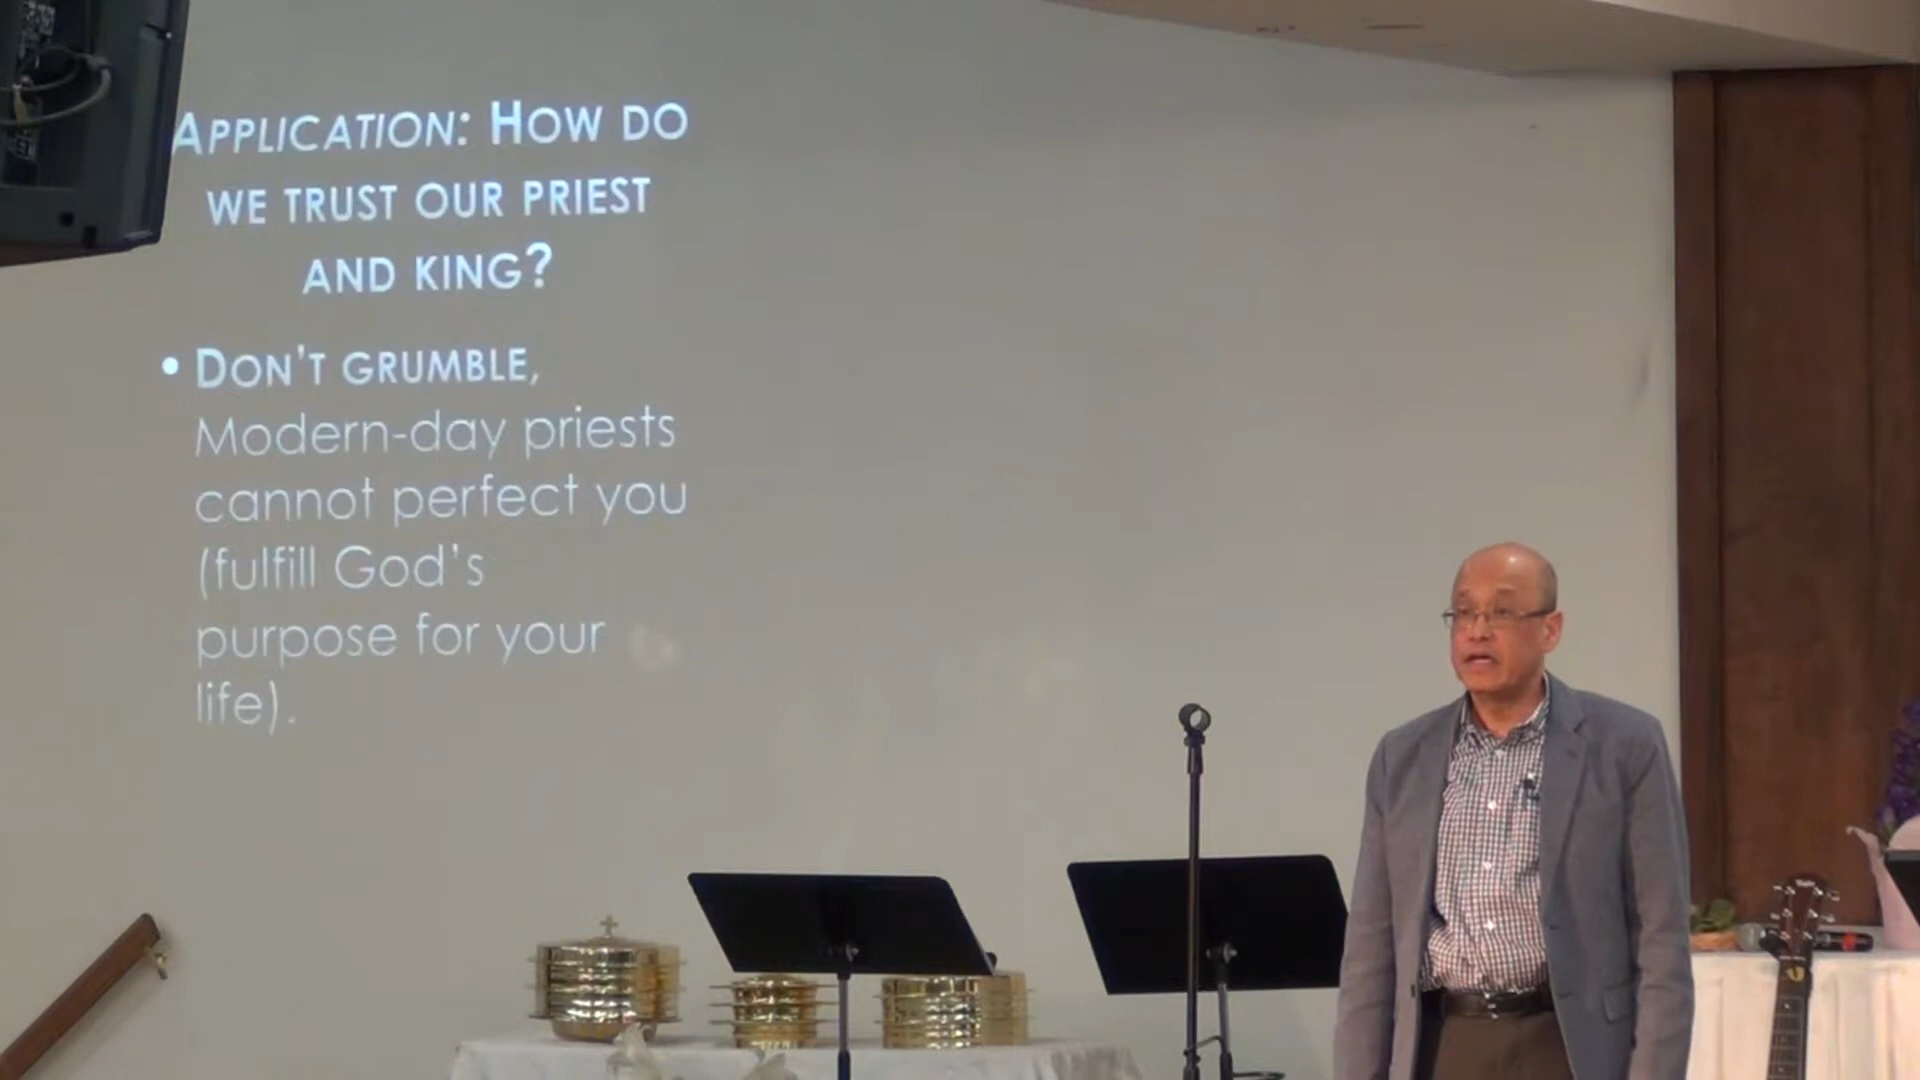 APPLICATION: HOW DO
WE TRUST OUR PRIEST
AND KING?
• DON'T GRUMBLE,
Modern-day priests
cannot perfect you
(fulfill God's
purpose for your
life).